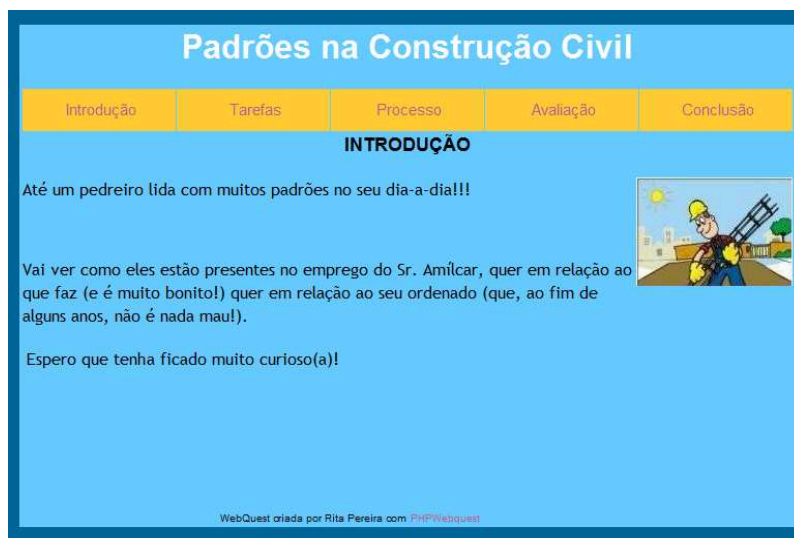 Padrões na Construção Civil
Introdução Tarefas Processo Avaliação Conclusão
INTRODUÇÃO
Até um pedreiro lida com muitos padrões no seu dia-a-dia!!!
Vai ver como eles estão presentes no emprego do Sr. Amílcar, quer em relação ao
que faz (e é muito bonito!) quer em relação ao seu ordenado (que, ao fim de
alguns anos, não é nada mau!).
Espero que tenha ficado muito curioso(a)!
WebQuest criada por Rita Pereira com PHPWebquest